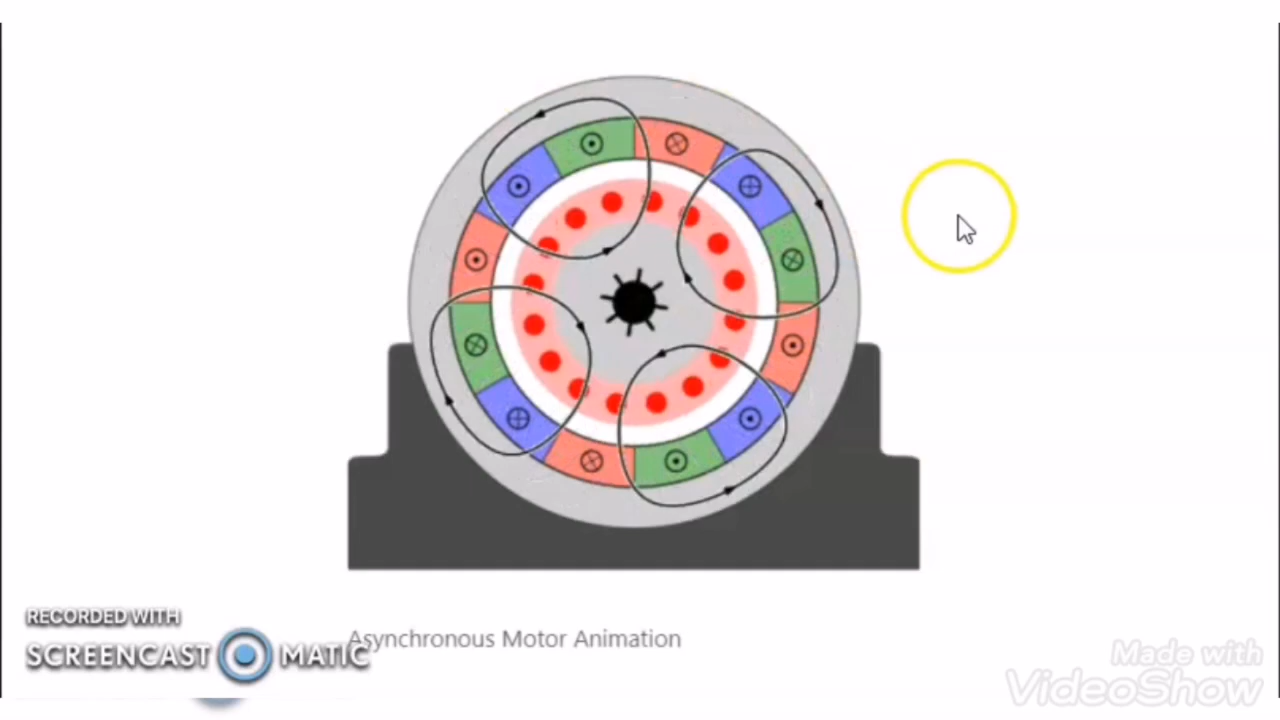 RECORDED WITH
SCREENCAST MATIC
Asynchronous Motor Animation
Made with
VideoShow